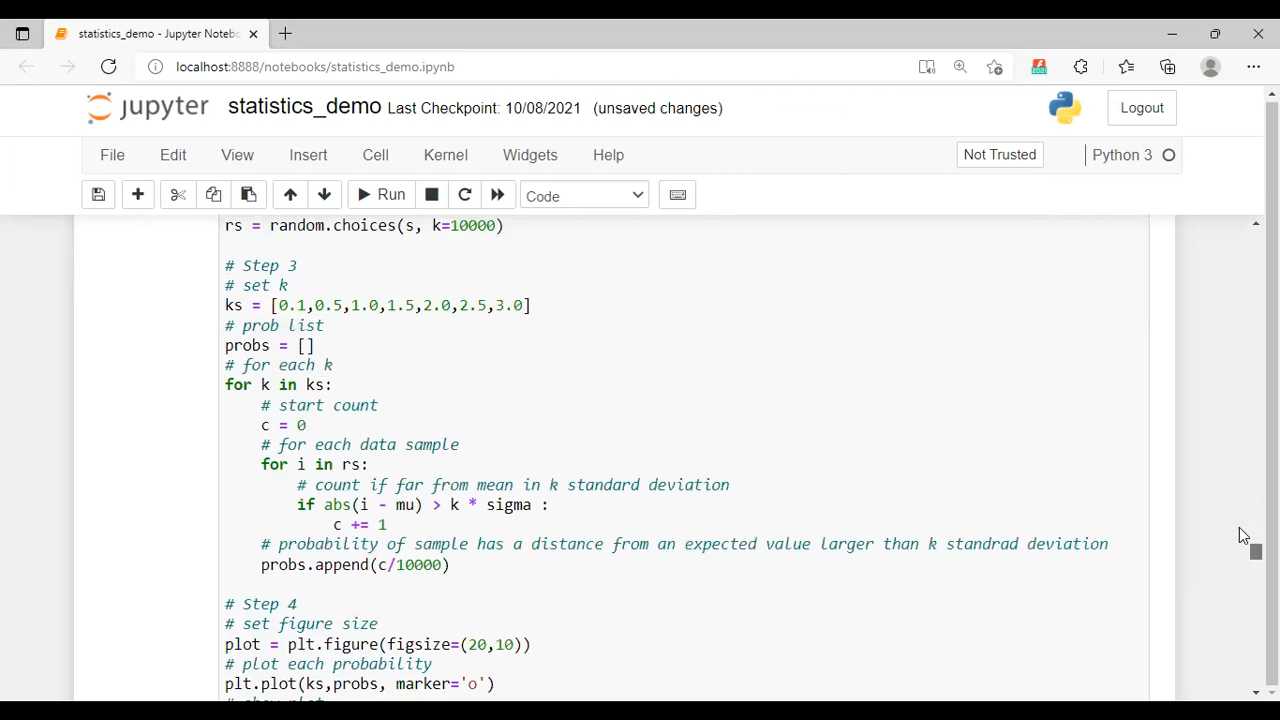 statistics_demo - Jupyter Notebo
localhost:8888/notebooks/statistics_demo.ipynb
jupyter statistics_demo Last Checkpoint: 10/08/2021 (unsaved changes)
Logout
File Edit View Insert Cell Kernel Widgets Help
Not Trusted
Python 3
Run
Code
rs = random.choices(s, k=10000)
# Step 3
# set k
ks = [0.1,0.5,1.0,1.5,2.0,2.5,3.0]
# prob list
probs = []
# for each k
for k in ks:
# start count
c = 0
# for each data sample
for i in rs:
# count if far from mean in k standard deviation
if abs(i - mu) > k * sigma :
c += 1
# probability of sample has a distance from an expected value larger than k standrad deviation
probs.append(c/10000)
# Step 4
# set figure size
plot = plt.figure(figsize=(20,10))
# plot each probability
plt.plot(ks,probs, marker='o')